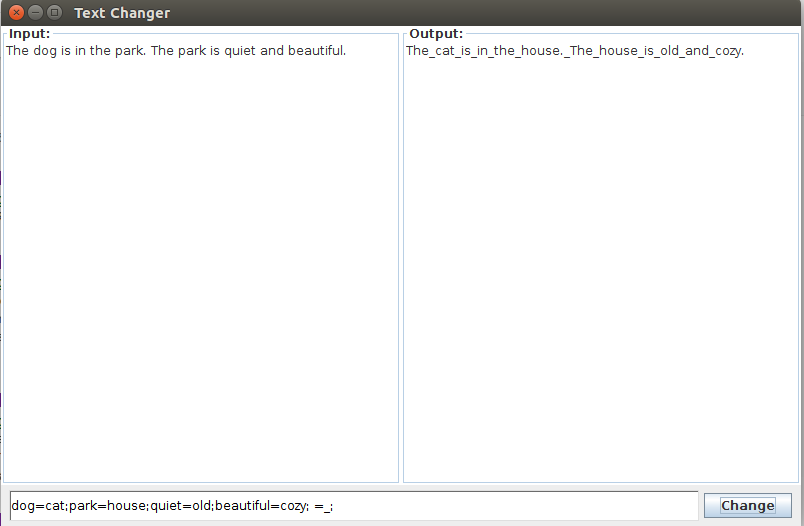 Text Changer
Input:
The dog is in the park. The park is quiet and beautiful.
Output:
The_cat_is_in_the_house._The_house_is_old_and_cozy.
dog=cat;park=house;quiet=old;beautiful=cozy; =_;
Change